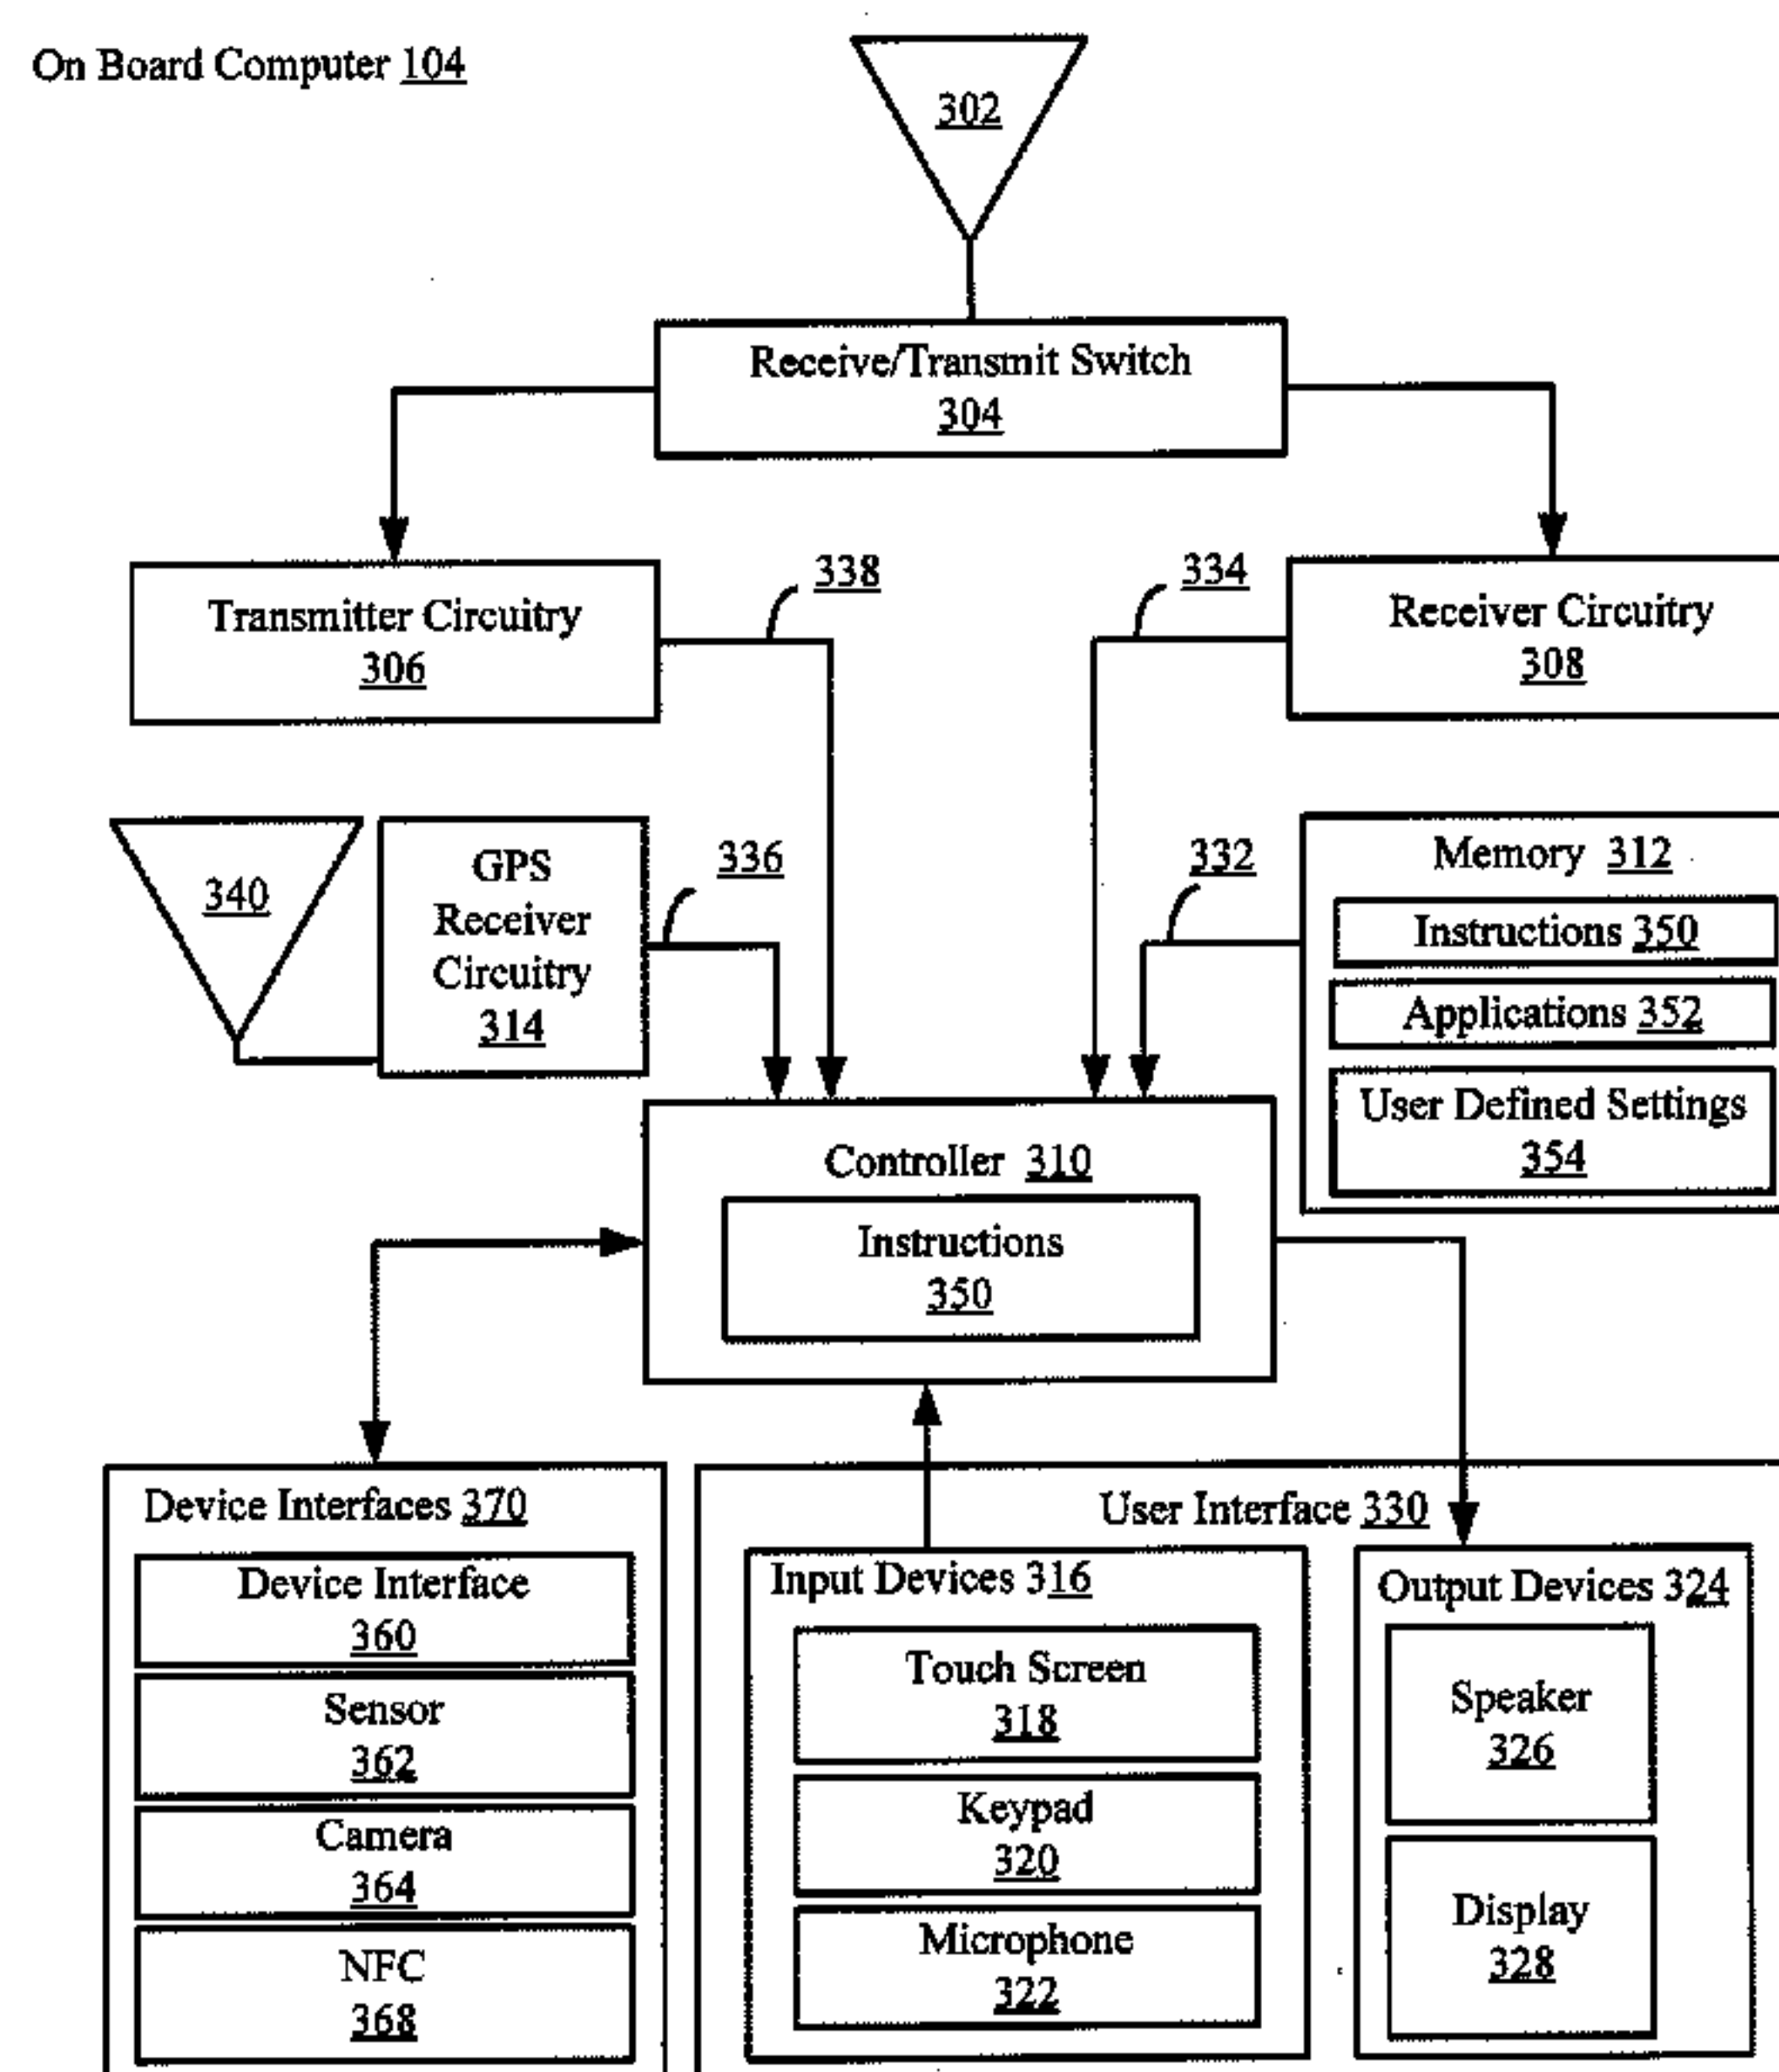 On Board Computer 104
302
Receive/Transmit Switch
304
Transmitter Circuitry
306
338
334
Receiver Circuitry
308
340
GPS
Receiver
Circuitry
314
336
332
Memory 312
Instructions 350
Applications 352
User Defined Settings
354
Controller 310
Instructions
350
Device Interfaces 370
Device Interface
360
Sensor
362
Camera
364
NFC
368
User Interface 330
Input Devices 316
Touch Screen
318
Keypad
320
Microphone
322
Output Devices 324
Speaker
326
Display
328